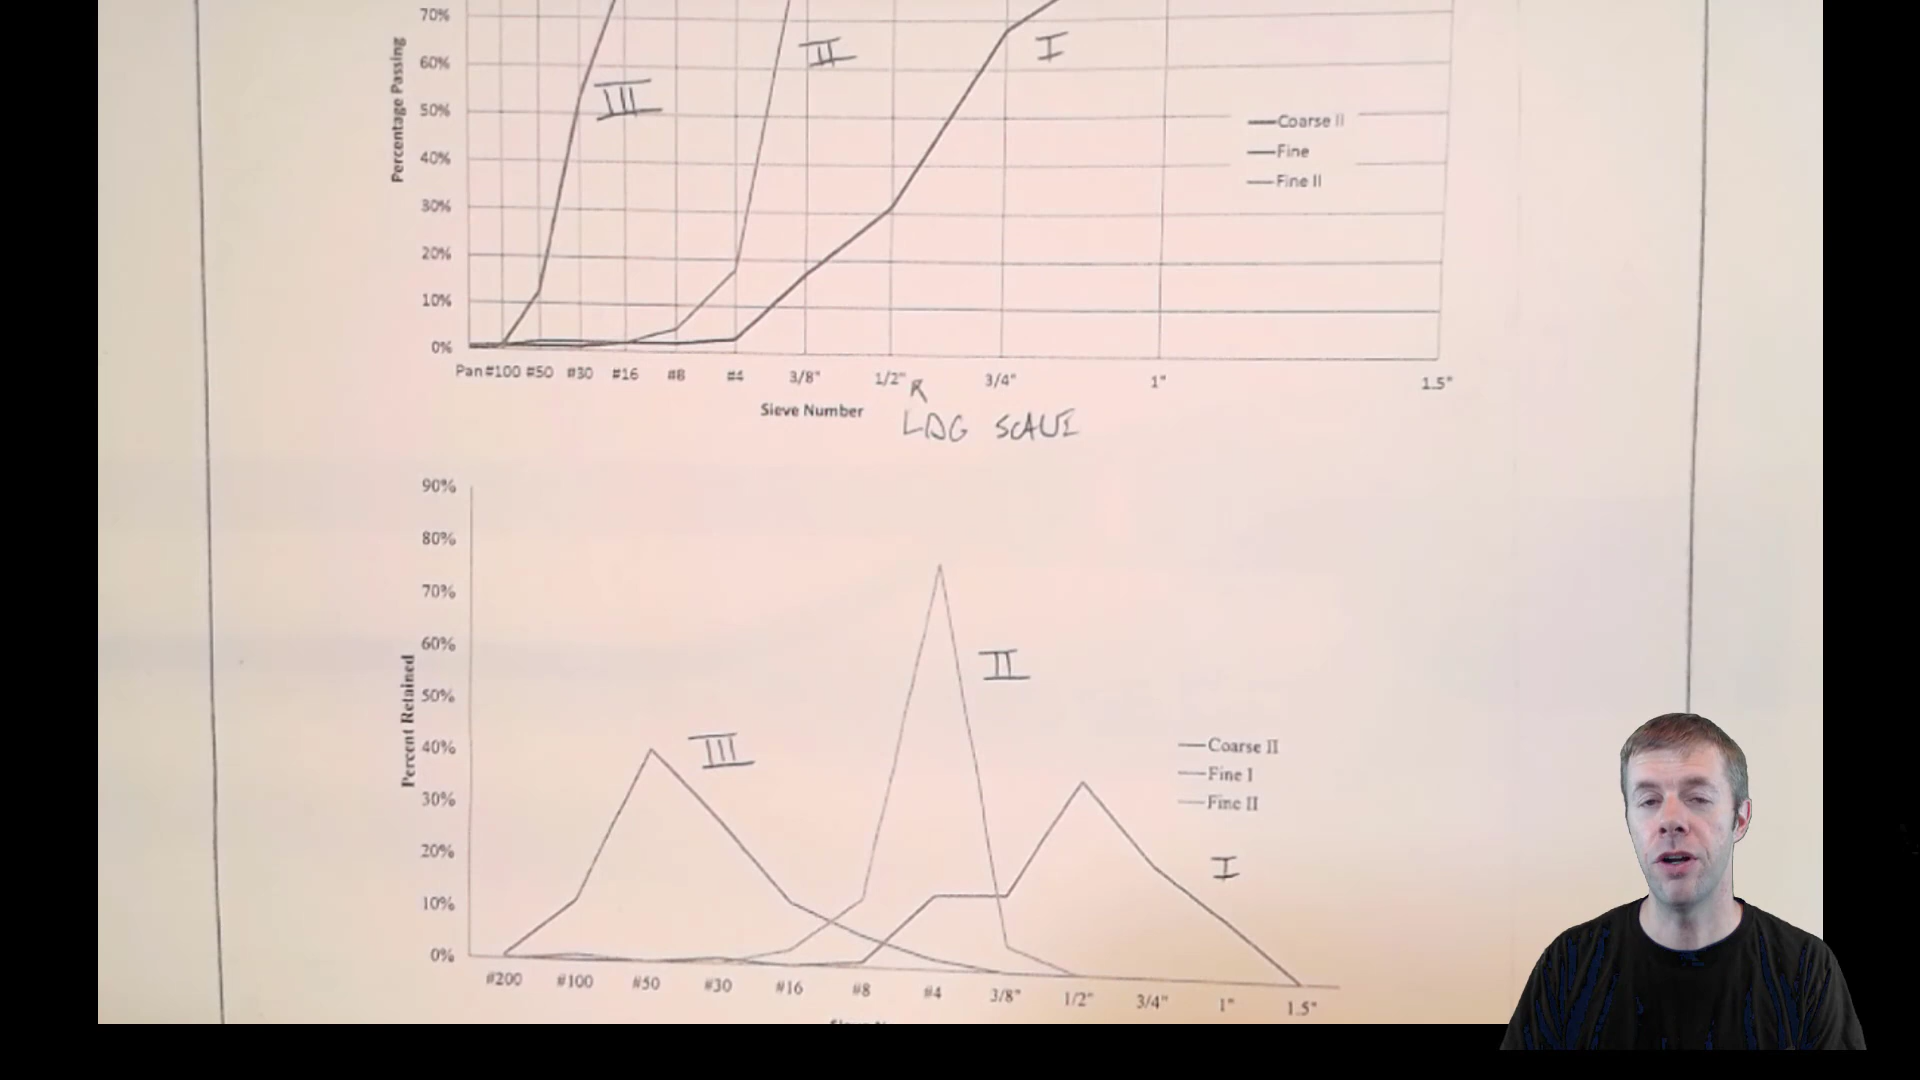 70%
60%
50%
40%
30%
20%
10%
0%
Percentage Passing
III
II
I
Coarse II
Fine
Fine II
Pan #100 #50 #30 #16 #8 #4 3/8" 1/2" 3/4" 1" 1.5"
Sieve Number
LOG SCALE
90%
80%
70%
60%
50%
40%
30%
20%
10%
0%
Percent Retained
III
II
I
Coarse II
Fine I
Fine II
#200 #100 #50 #30 #16 #8 #4 3/8" 1/2" 3/4" 1" 1.5"